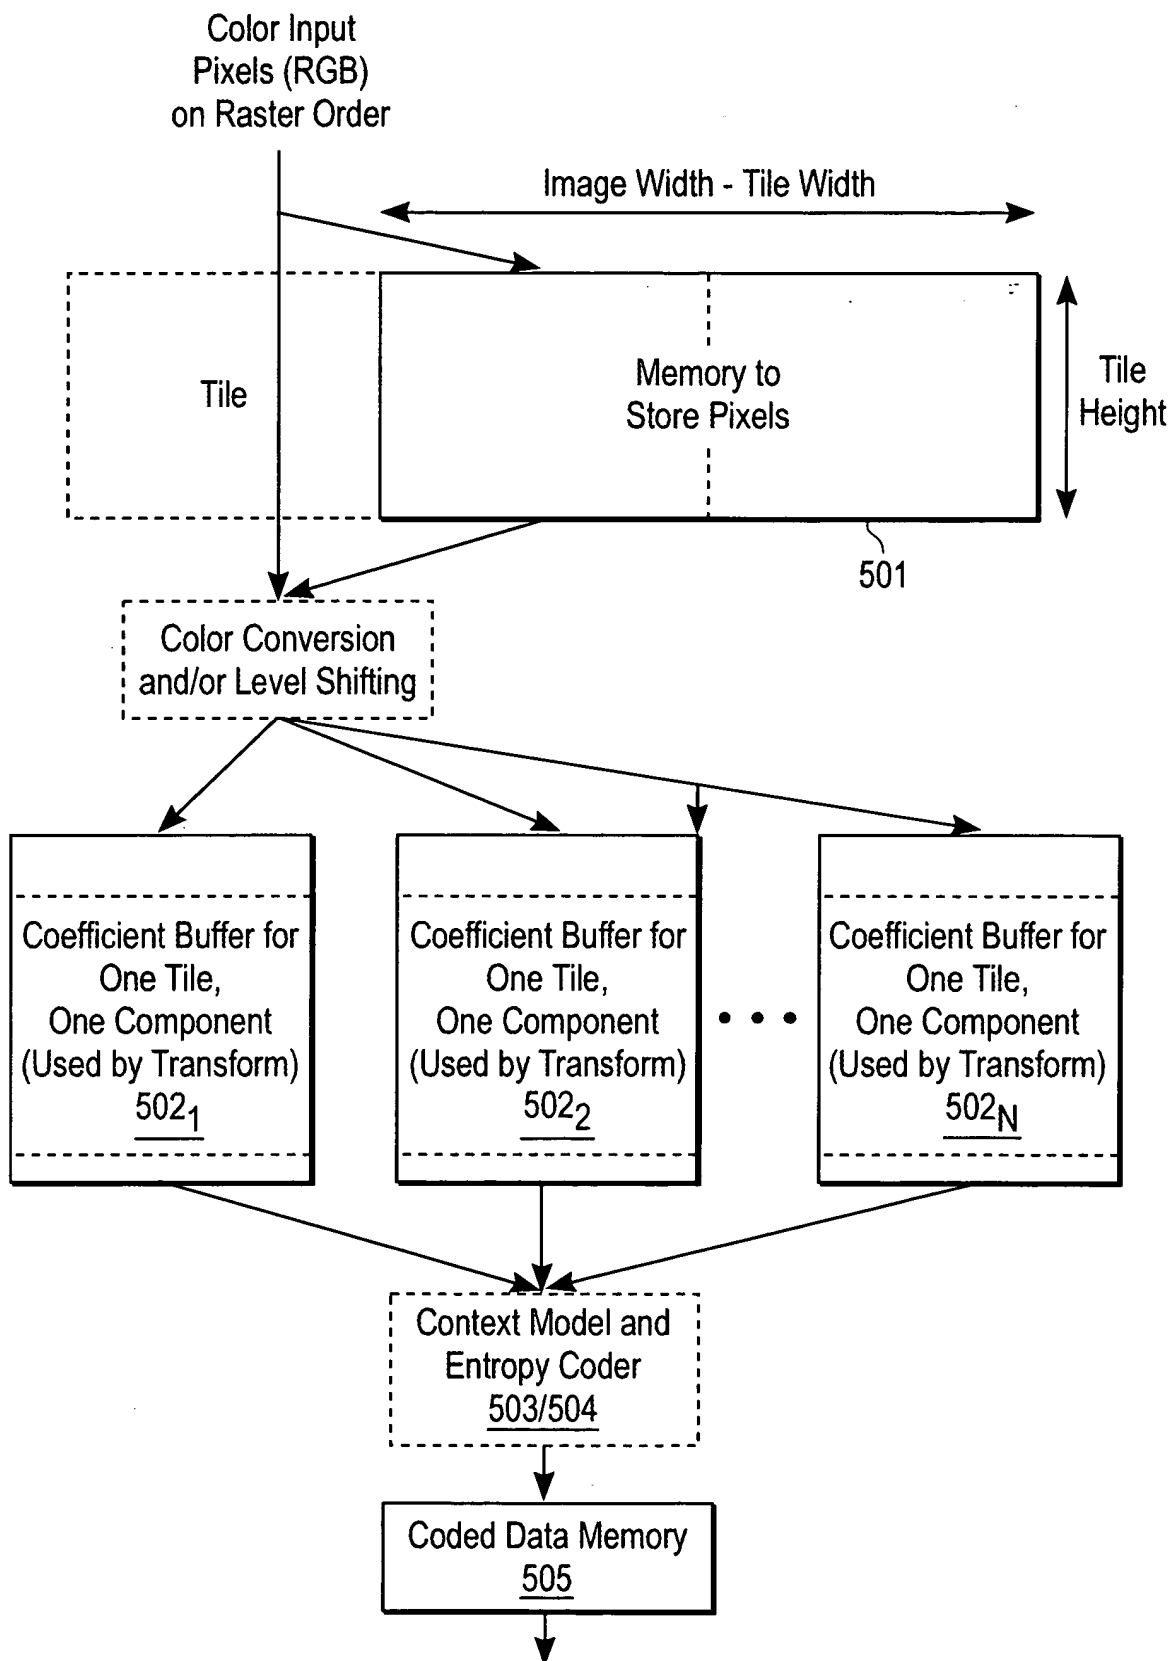 Color Input
Pixels (RGB)
on Raster Order
Image Width - Tile Width
Tile
Memory to
Store Pixels
Tile
Height
501
Color Conversion
and/or Level Shifting
Coefficient Buffer for
One Tile,
One Component
(Used by Transform)
502₁
Coefficient Buffer for
One Tile,
One Component
(Used by Transform)
502₂
• • •
Coefficient Buffer for
One Tile,
One Component
(Used by Transform)
502_N
Context Model and
Entropy Coder
503/504
Coded Data Memory
505